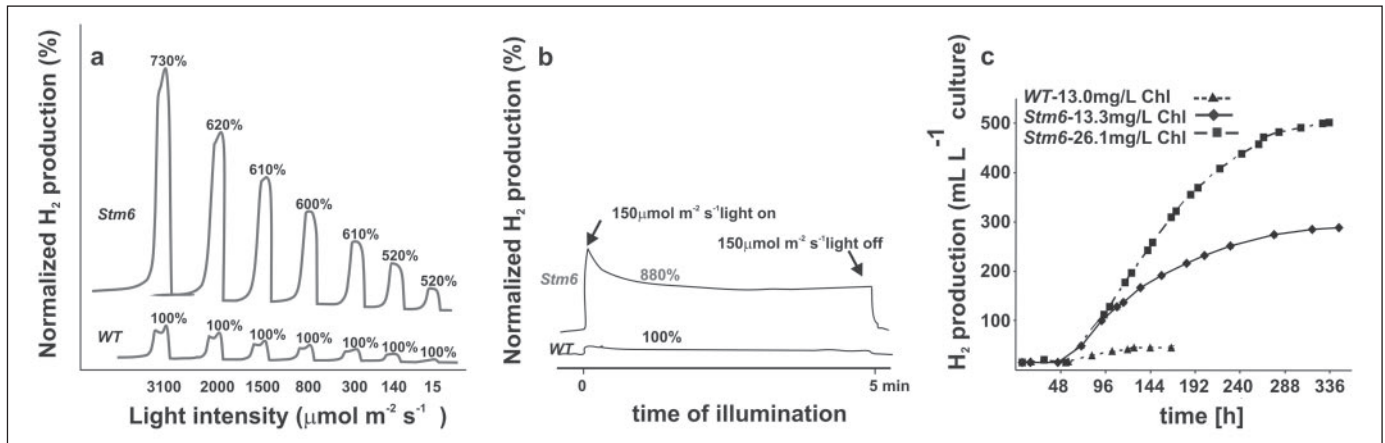 a
Normalized H₂ production (%)
730%
620%
610%
600%
610%
520%
520%
Stm6
WT
100%
100%
100%
100%
100%
100%
100%
3100 2000 1500 800 300 140 15
Light intensity (μmol m⁻² s⁻¹)
b
Normalized H₂ production (%)
150μmol m⁻² s⁻¹light on
150μmol m⁻² s⁻¹light off
Stm6
880%
WT
100%
0 5 min
time of illumination
c
H₂ production (mL L⁻¹ culture)
WT-13.0mg/L Chl
Stm6-13.3mg/L Chl
Stm6-26.1mg/L Chl
500
400
300
200
100
48 96 144 192 240 288 336
time [h]